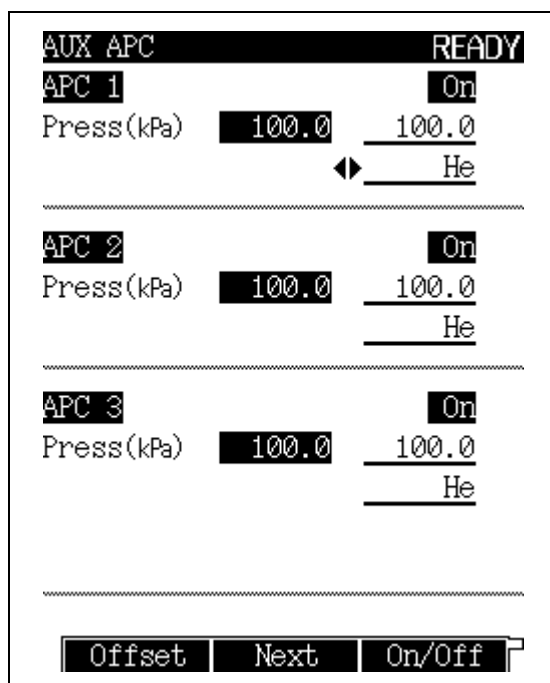 AUX APC READY
APC 1 On
Press(kPa) 100.0 100.0
He
APC 2 On
Press(kPa) 100.0 100.0
He
APC 3 On
Press(kPa) 100.0 100.0
He
Offset Next On/Off